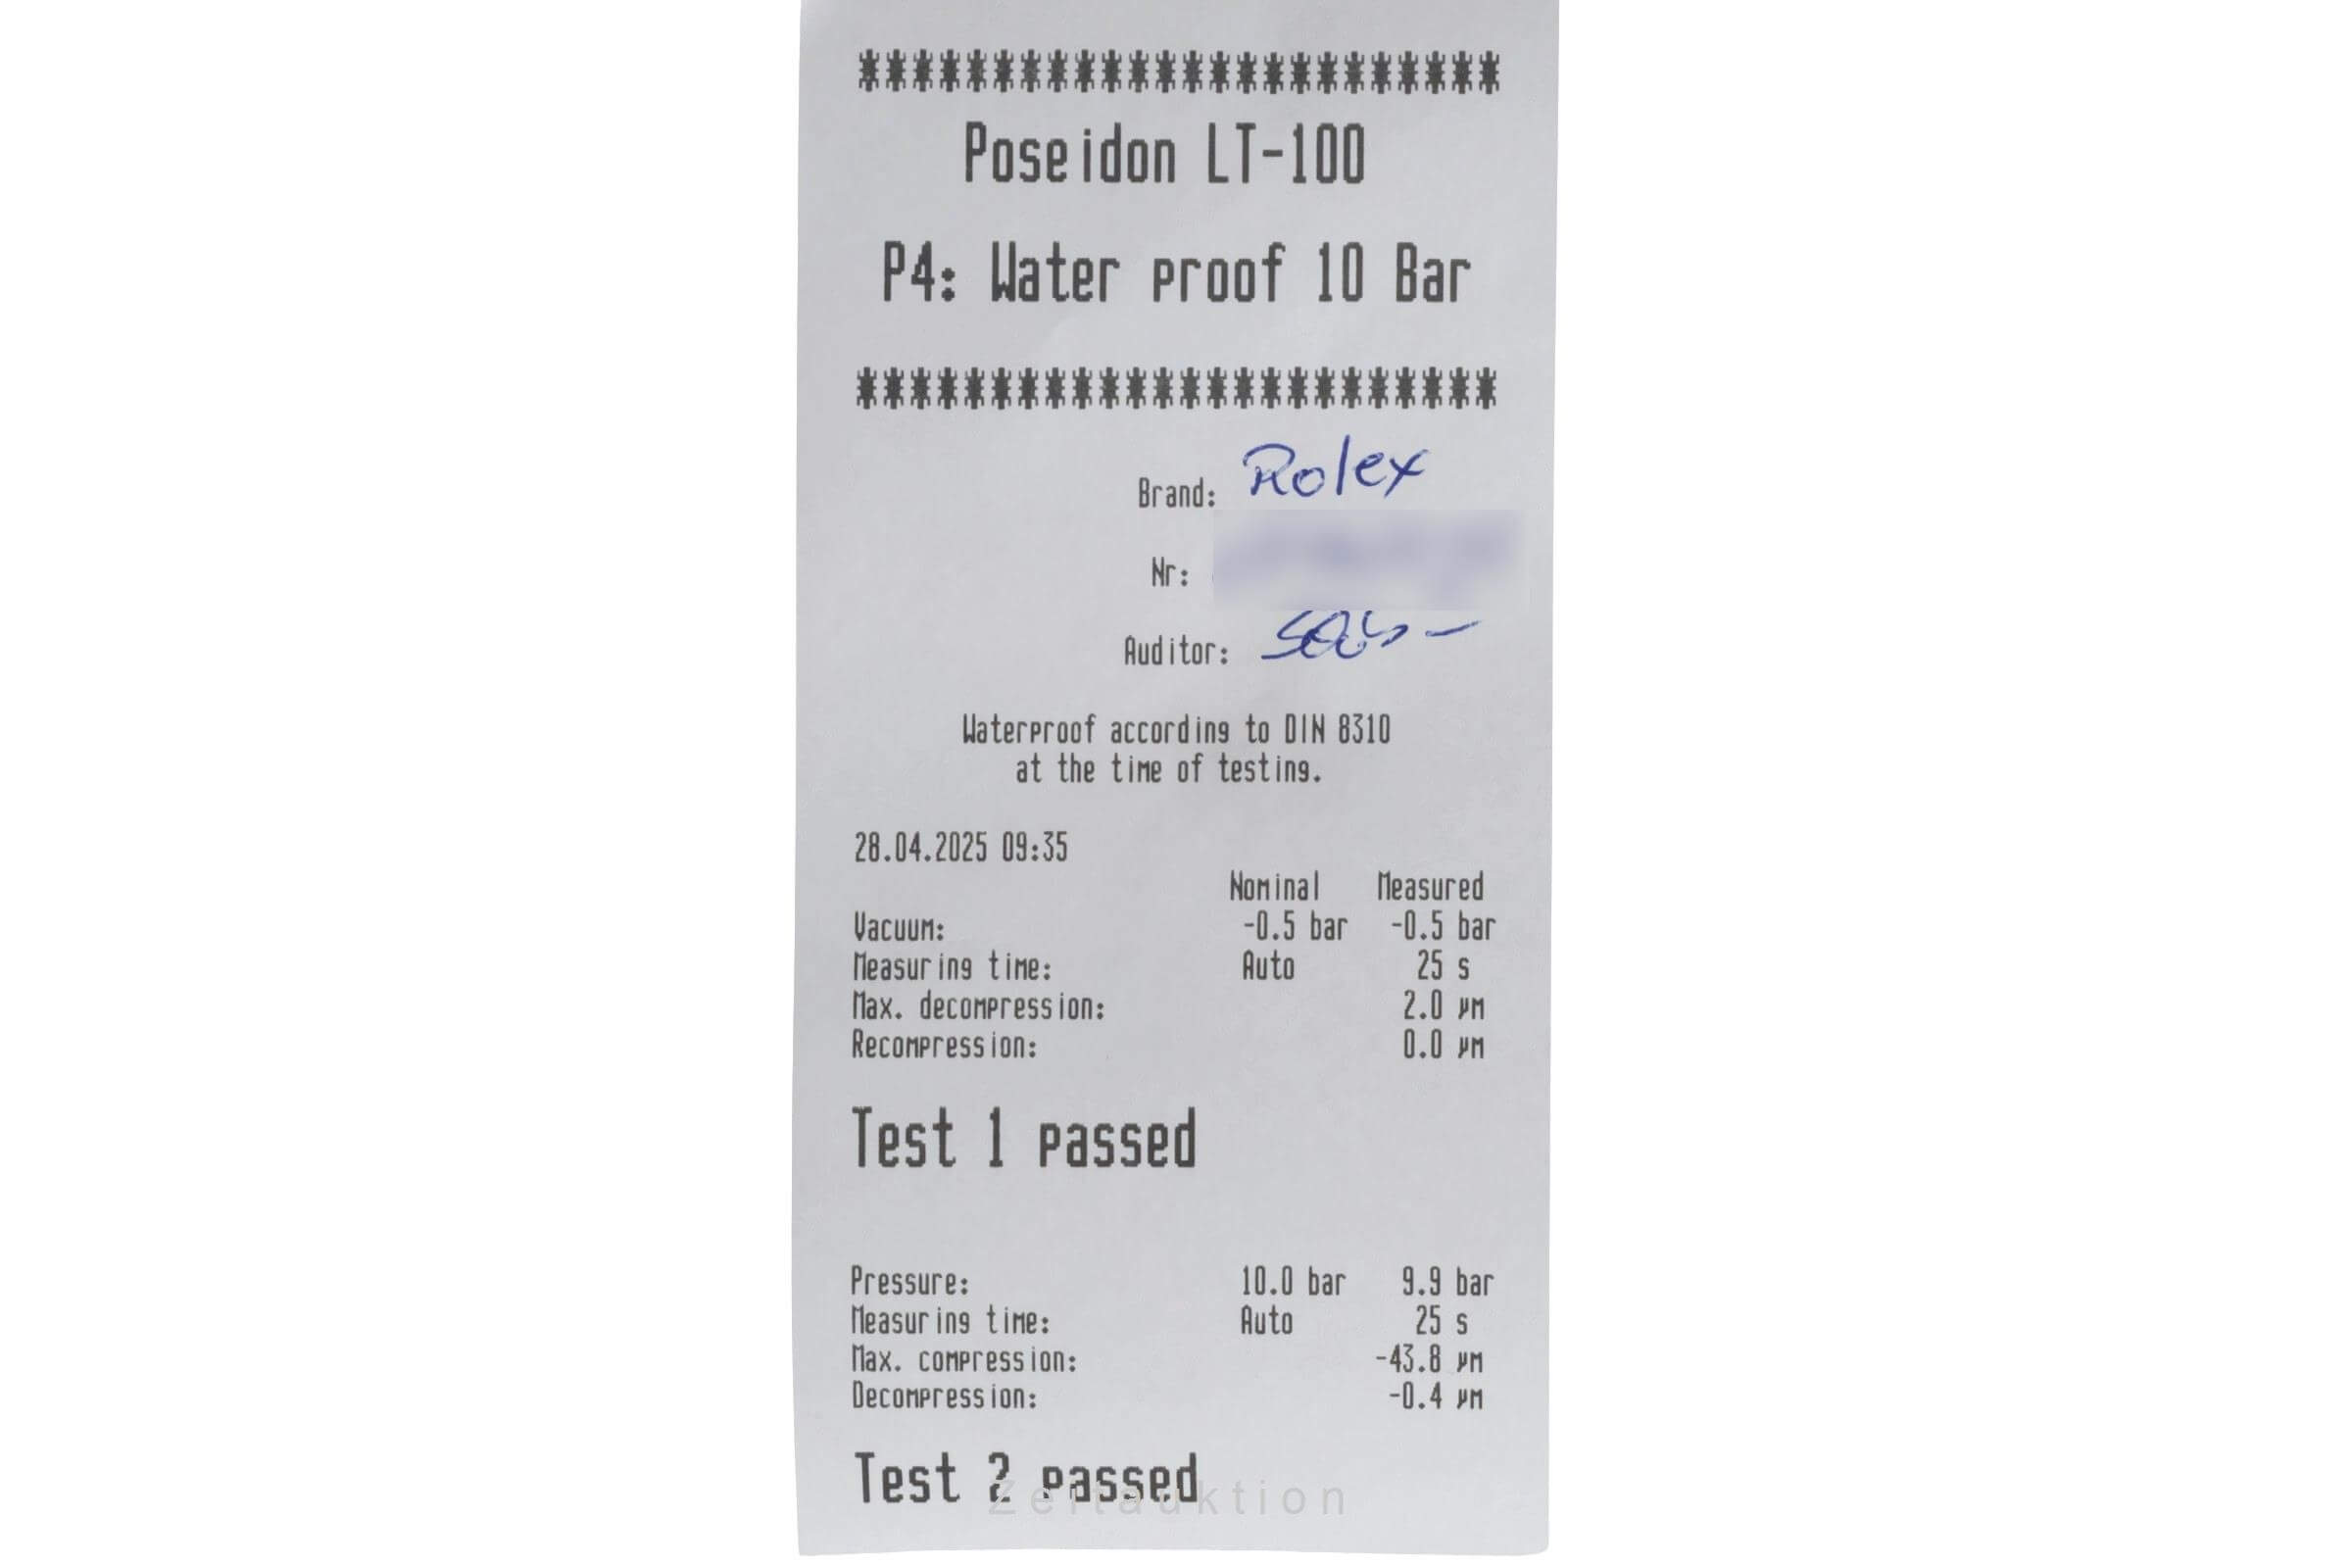 ************************
Poseidon LT-100
P4: Water proof 10 Bar
************************
Brand: Rolex
Nr:
Auditor:
Waterproof according to DIN 8310
at the time of testing.
28.04.2025 09:35
Nominal Measured
Vacuum: -0.5 bar -0.5 bar
Measuring time: Auto 25 s
Max. decompression: 2.0 µm
Recompression: 0.0 µm
Test 1 passed
Pressure: 10.0 bar 9.9 bar
Measuring time: Auto 25 s
Max. compression: -43.8 µm
Decompression: -0.4 µm
Test 2 passed
Zeitauktion